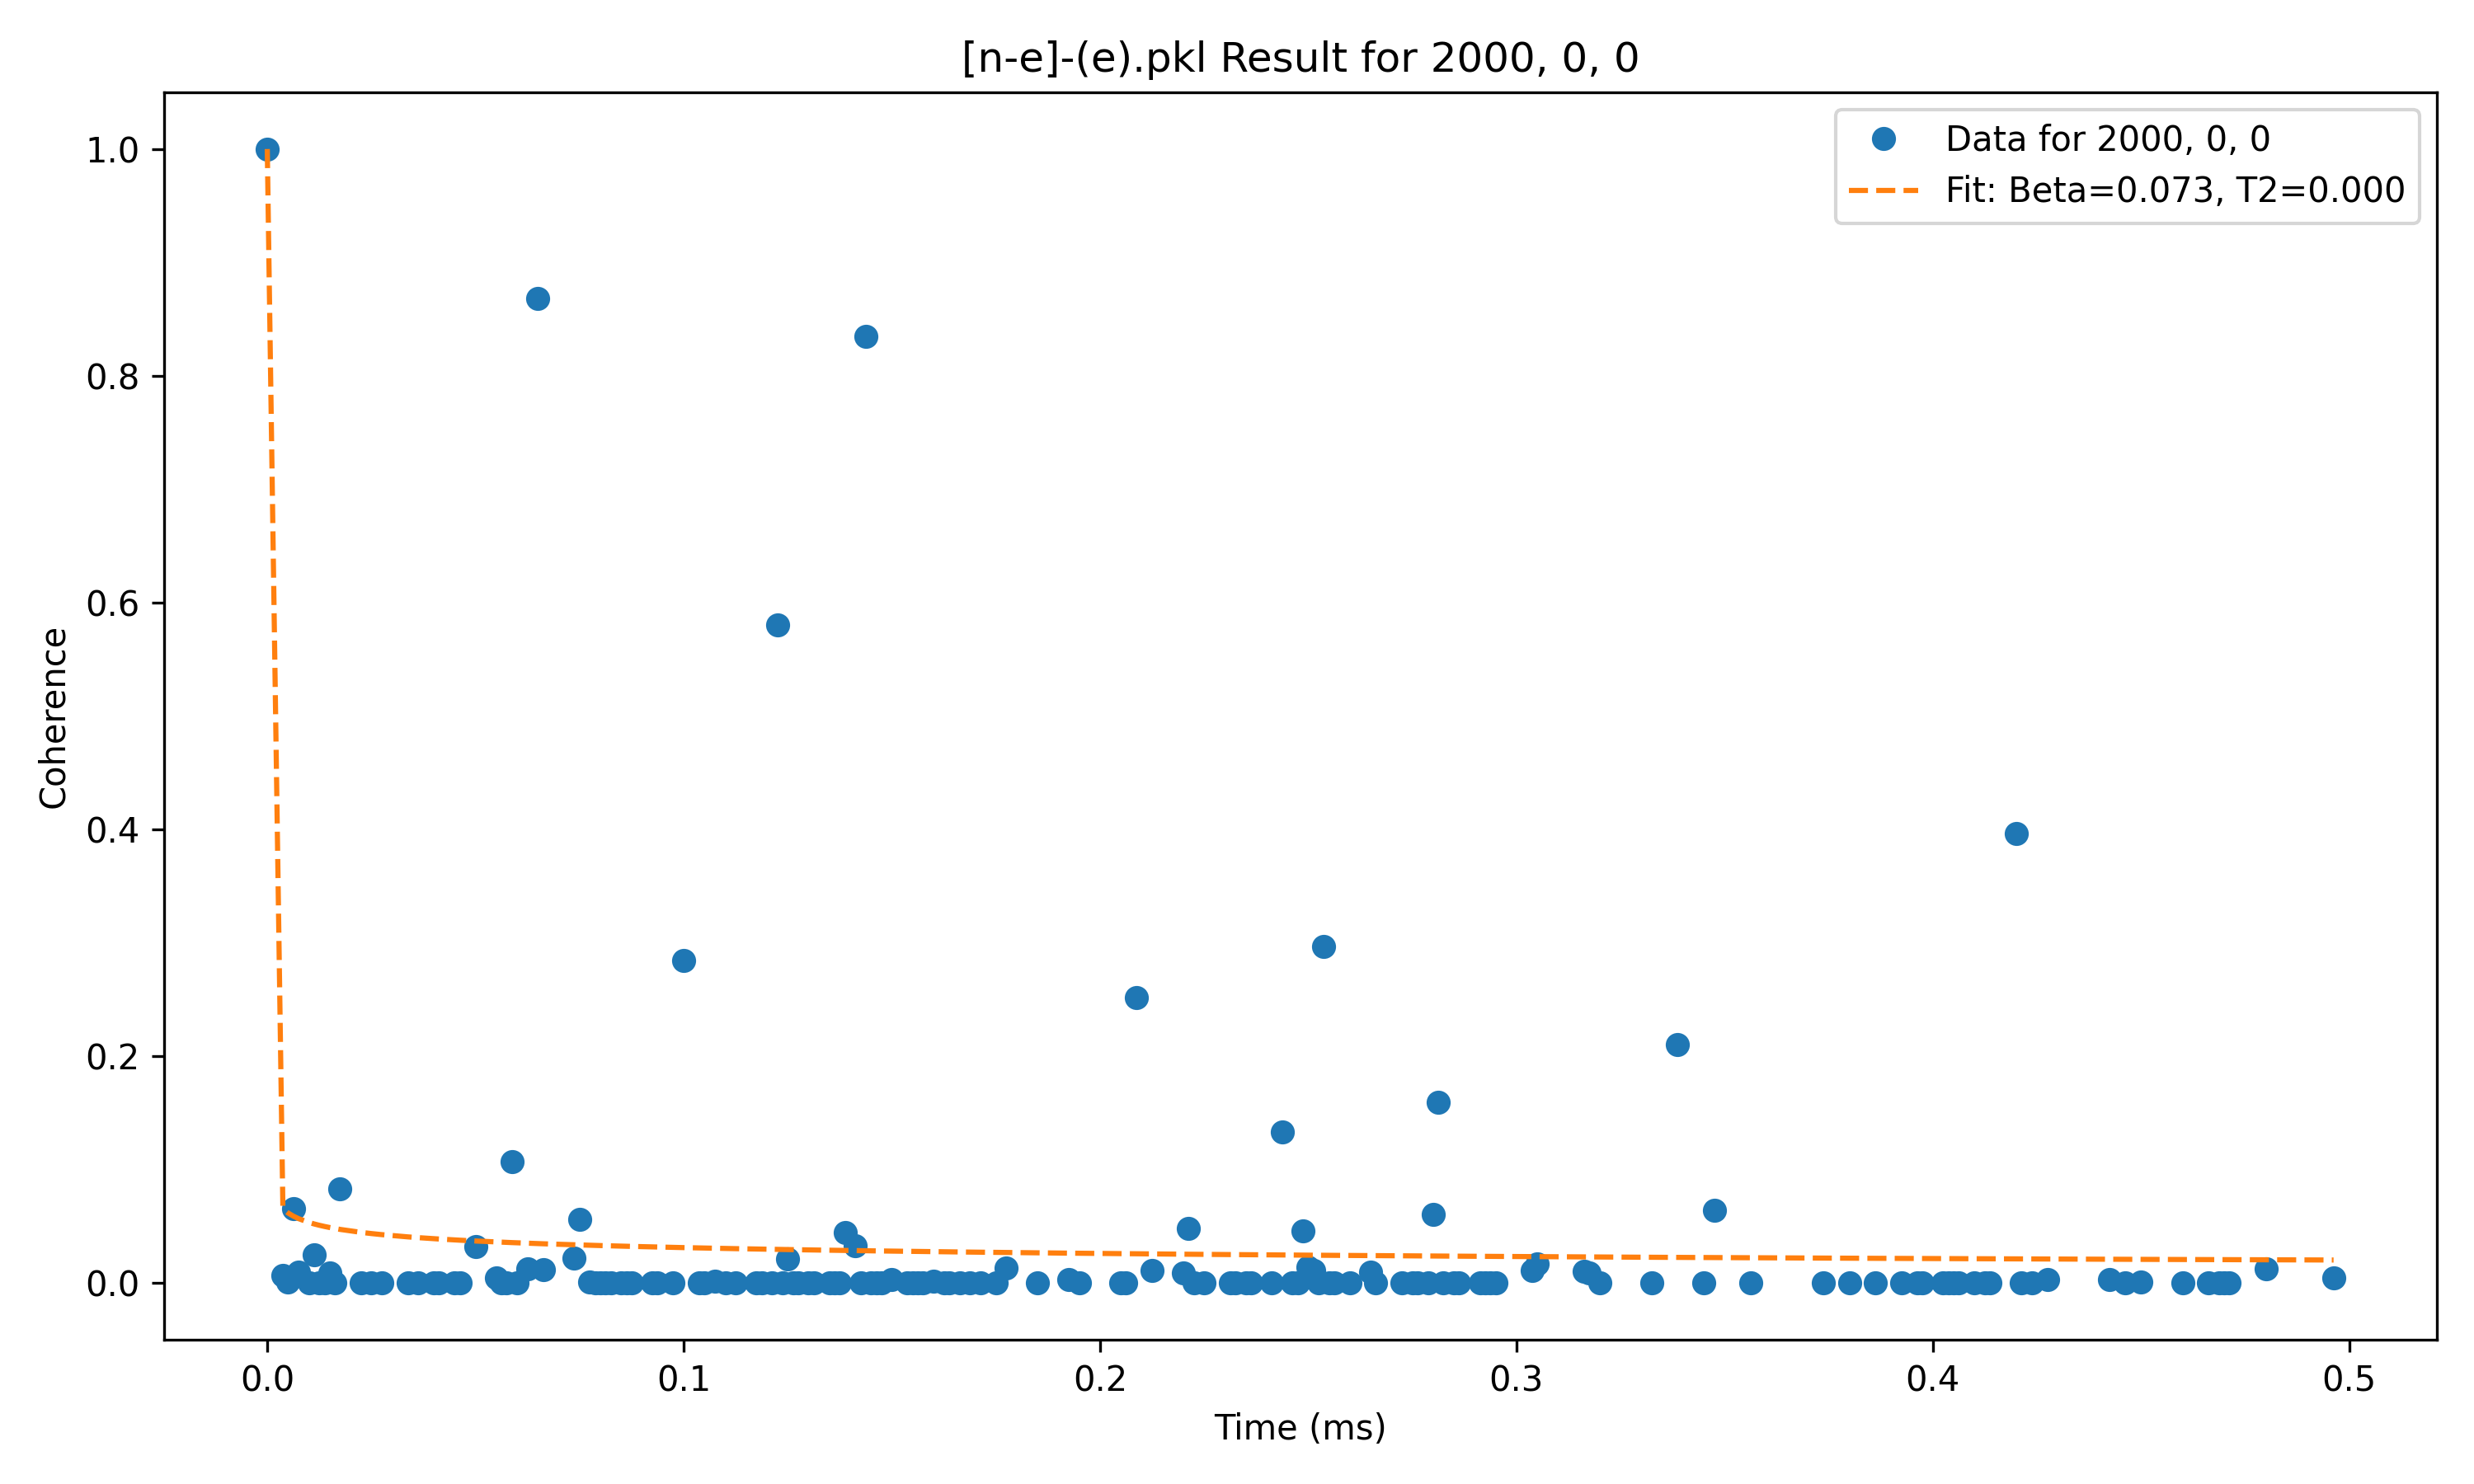 [n-e]-(e).pkl Result for 2000, 0, 0
Data for 2000, 0, 0
Fit: Beta=0.073, T2=0.000
1.0
0.8
0.6
0.4
0.2
0.0
Coherence
0.0 0.1 0.2 0.3 0.4 0.5
Time (ms)